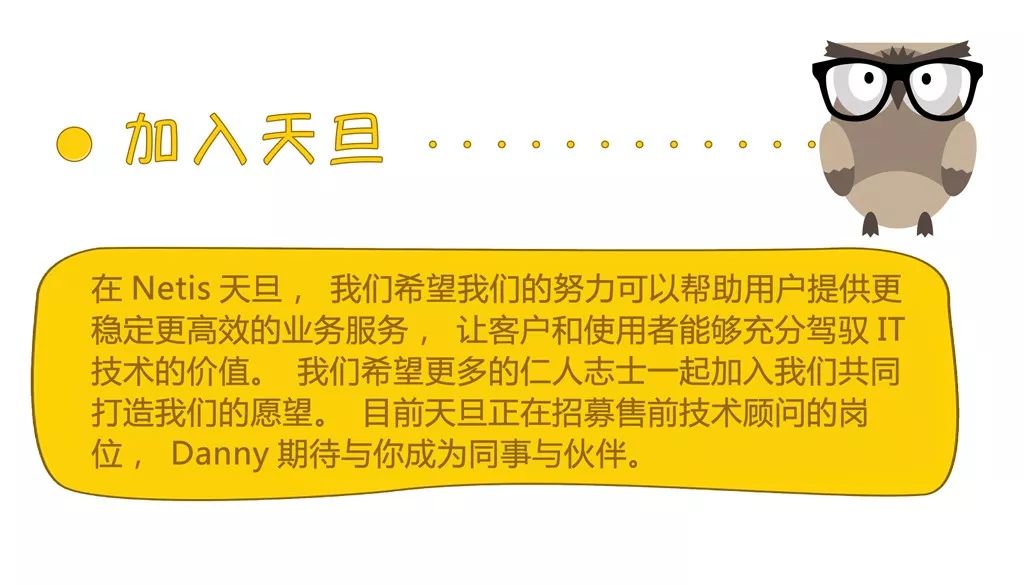 加入天旦
在 Netis 天旦， 我们希望我们的努力可以帮助用户提供更
稳定更高效的业务服务， 让客户和使用者能够充分驾驭 IT
技术的价值。 我们希望更多的仁人志士一起加入我们共同
打造我们的愿望。 目前天旦正在招募售前技术顾问的岗
位， Danny 期待与你成为同事与伙伴。